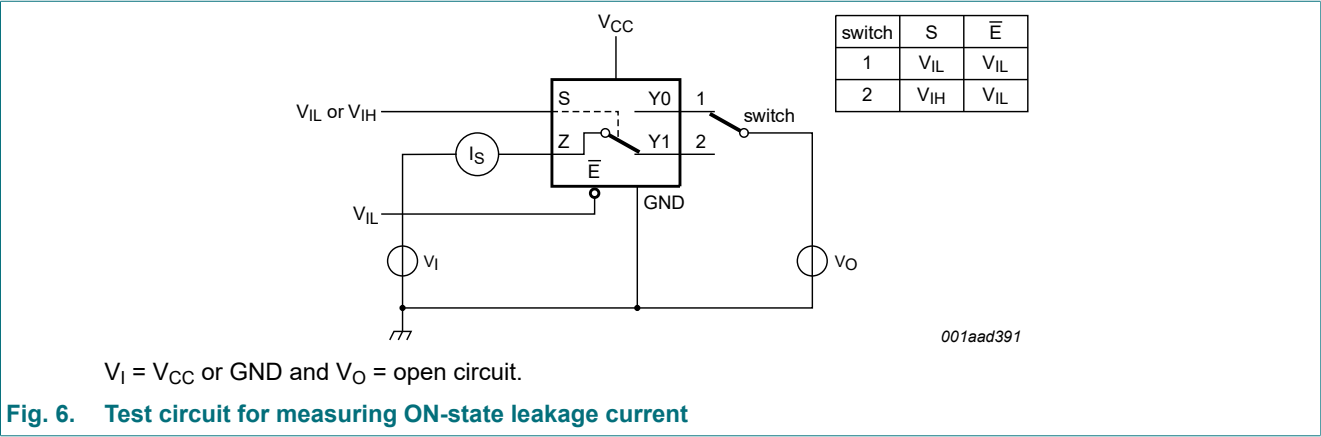 VCC
switch S E̅
1 VIL VIL
2 VIH VIL
S Y0 1
switch
VIL or VIH
Z Y1 2
IS
E̅
GND
VIL
VI
VO
001aad391
VI = VCC or GND and VO = open circuit.
Fig. 6. Test circuit for measuring ON-state leakage current